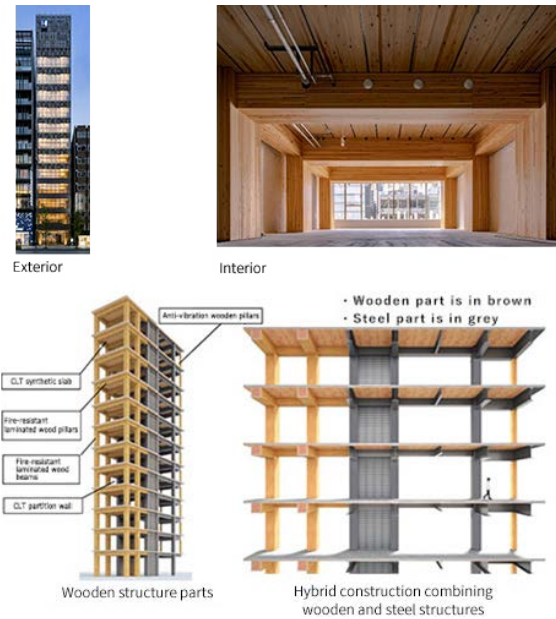 Exterior
Interior
Anti-vibration wooden pillars
CLT synthetic slab
Fire-resistant
laminated wood pillars
Fire-resistant
laminated wood
beams
CLT partition wall
・Wooden part is in brown
・Steel part is in grey
Wooden structure parts
Hybrid construction combining
wooden and steel structures